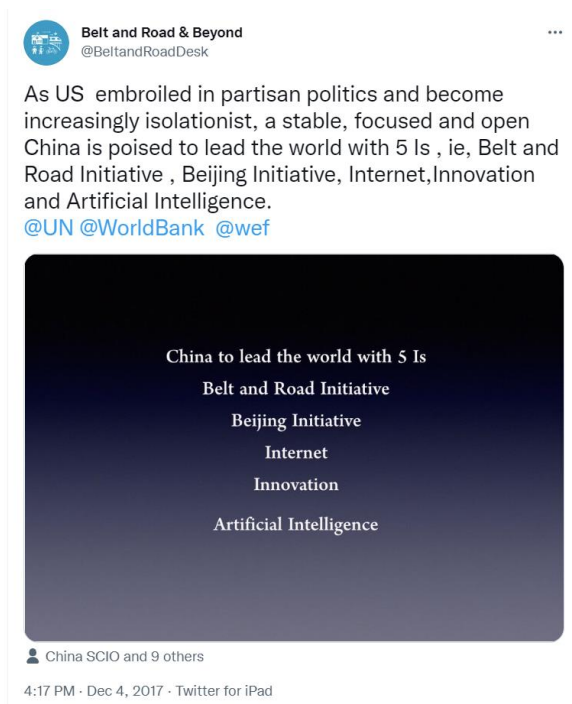 Belt and Road & Beyond
@BeltandRoadDesk
As US  embroiled in partisan politics and become
increasingly isolationist, a stable, focused and open
China is poised to lead the world with 5 Is , ie, Belt and
Road Initiative , Beijing Initiative, Internet,Innovation
and Artificial Intelligence.
@UN @WorldBank  @wef
China to lead the world with 5 Is
Belt and Road Initiative
Beijing Initiative
Internet
Innovation
Artificial Intelligence
China SCIO and 9 others
4:17 PM · Dec 4, 2017 · Twitter for iPad